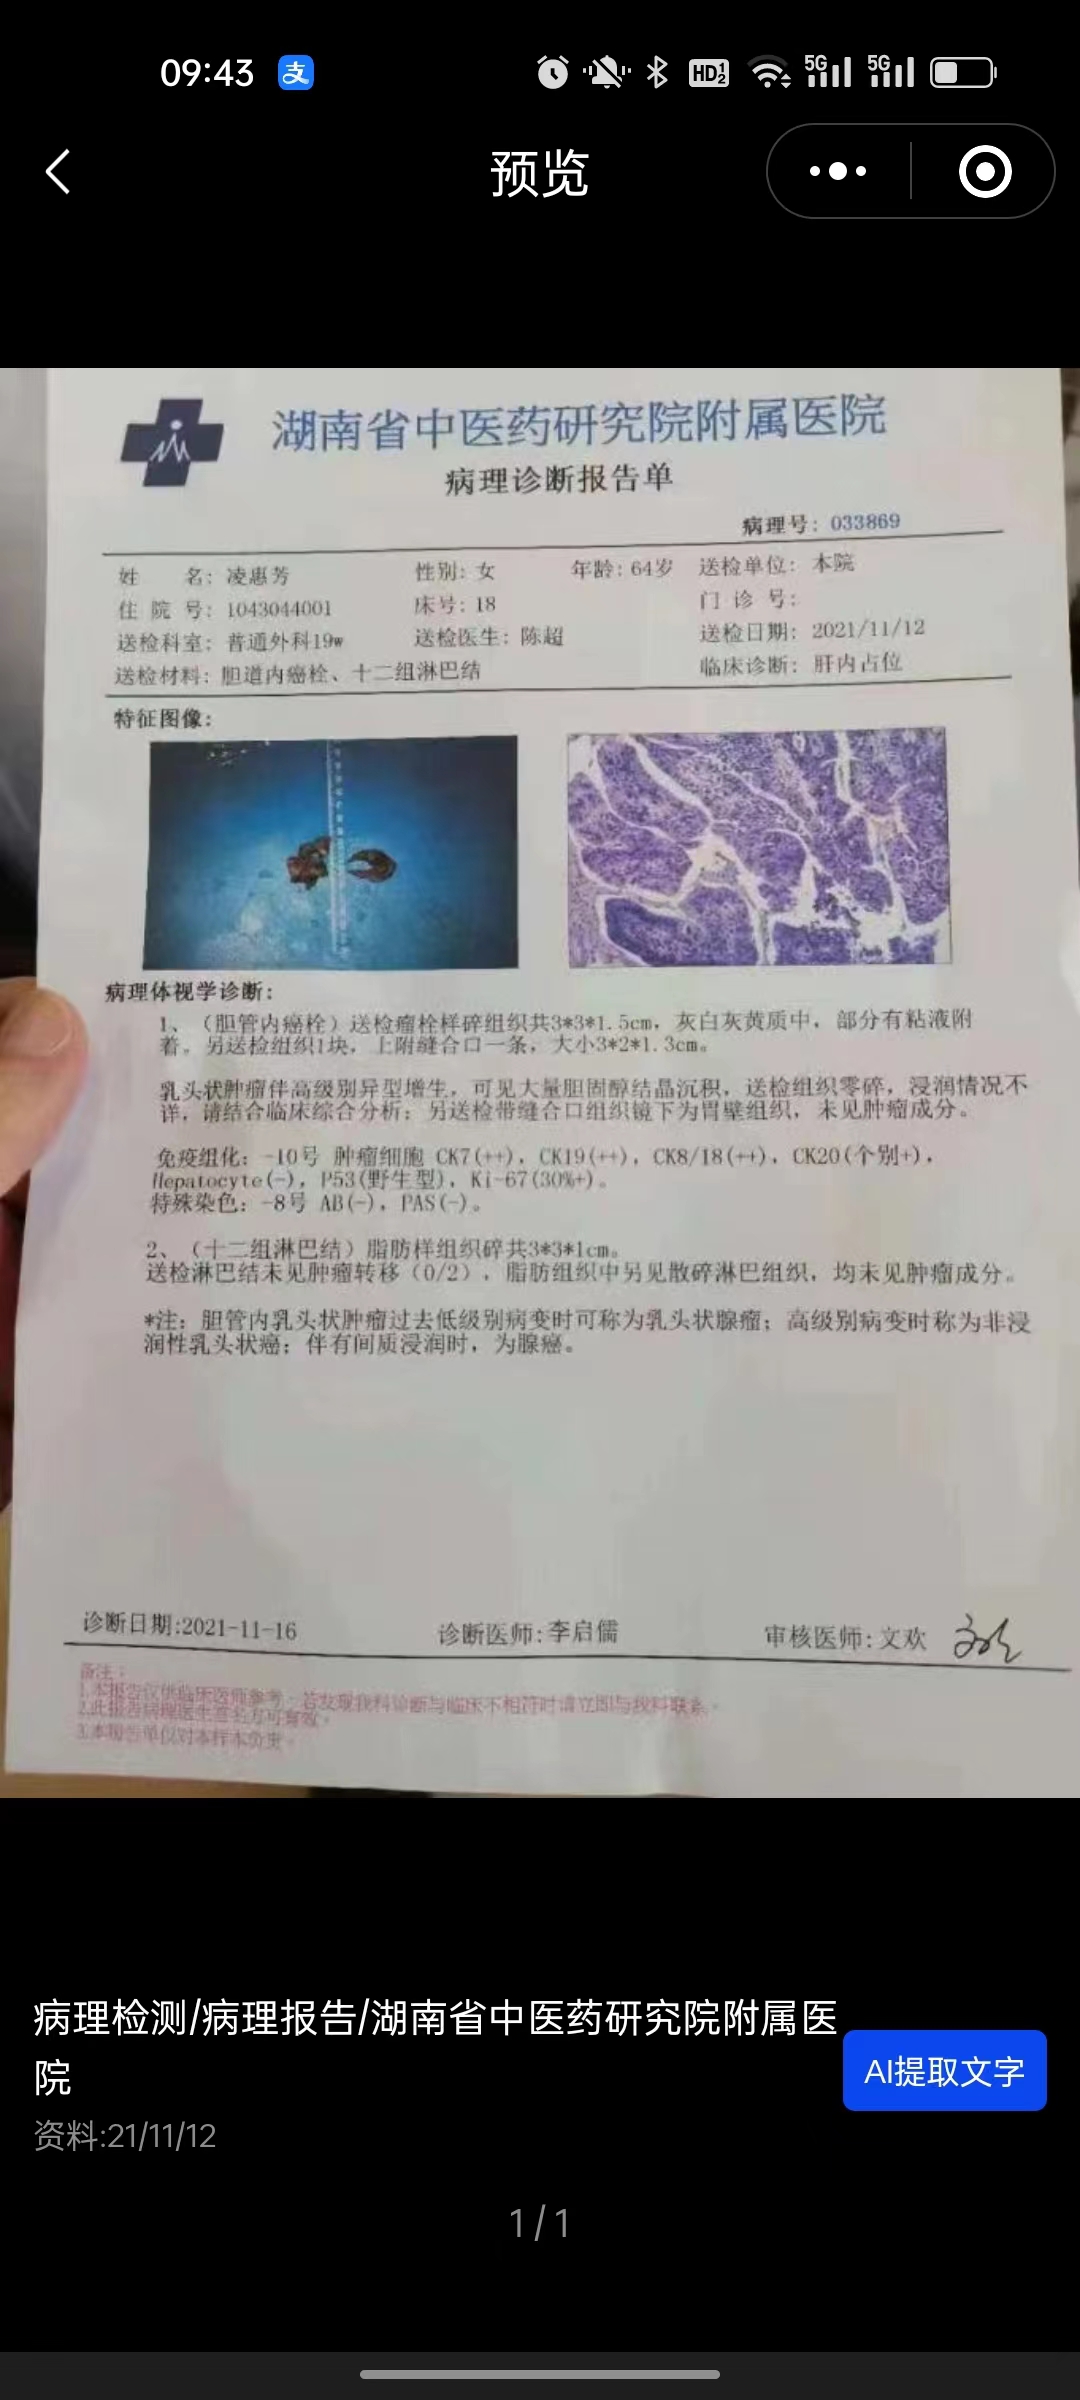 09:43
支
HD
5G
5G
预览
湖南省中医药研究院附属医院
病理诊断报告单
病理号: 033869
姓 名: 凌惠芳 性别: 女 年龄: 64岁 送检单位: 本院
住 院 号: 1043044001 床号: 18 门 诊 号:
送检科室: 普通外科19w 送检医生: 陈超 送检日期: 2021/11/12
送检材料: 胆道内癌栓、十二组淋巴结 临床诊断: 肝内占位
特征图像:
病理体视学诊断:
1、(胆管内癌栓)送检瘤栓样碎组织共3*3*1.5cm, 灰白灰黄质中, 部分有粘液附
着。另送检组织1块, 上附缝合口一条, 大小3*2*1.3cm。
乳头状肿瘤伴高级别异型增生, 可见大量胆固醇结晶沉积, 送检组织零碎, 浸润情况不
详, 请结合临床综合分析; 另送检带缝合口组织镜下为胃壁组织, 未见肿瘤成分。
免疫组化: -10号 肿瘤细胞 CK7(++), CK19(++), CK8/18(++), CK20(个别+),
Hepatocyte(-), P53(野生型), Ki-67(30%+)。
特殊染色: -8号 AB(-), PAS(-)。
2、(十二组淋巴结)脂肪样组织碎共3*3*1cm。
送检淋巴结未见肿瘤转移(0/2), 脂肪组织中另见散碎淋巴组织, 均未见肿瘤成分。
*注: 胆管内乳头状肿瘤过去低级别病变时可称为乳头状腺瘤; 高级别病变时称为非浸
润性乳头状癌; 伴有间质浸润时, 为腺癌。
诊断日期:2021-11-16 诊断医师: 李启儒 审核医师: 文欢
备注:
1.本报告仅供临床医师参考, 若发现我科诊断与临床不相符时请立即与我科联系。
2.此报告病理医生签名方可有效。
3.本报告单仅对本样本负责。
病理检测/病理报告/湖南省中医药研究院附属医
院
AI提取文字
资料:21/11/12
1/1